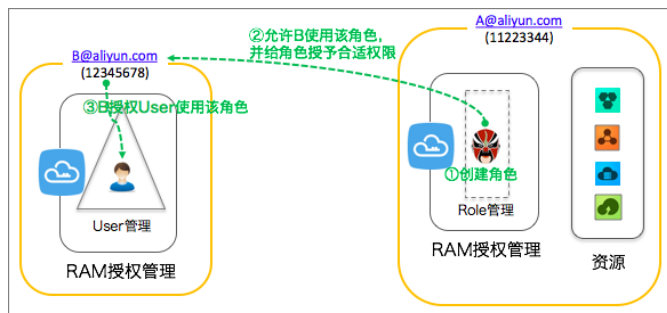 A@aliyun.com
(11223344)
②允许B使用该角色,
并给角色授予合适权限
B@aliyun.com
(12345678)
③B授权User使用该角色
①创建角色
User管理
Role管理
RAM授权管理
RAM授权管理
资源